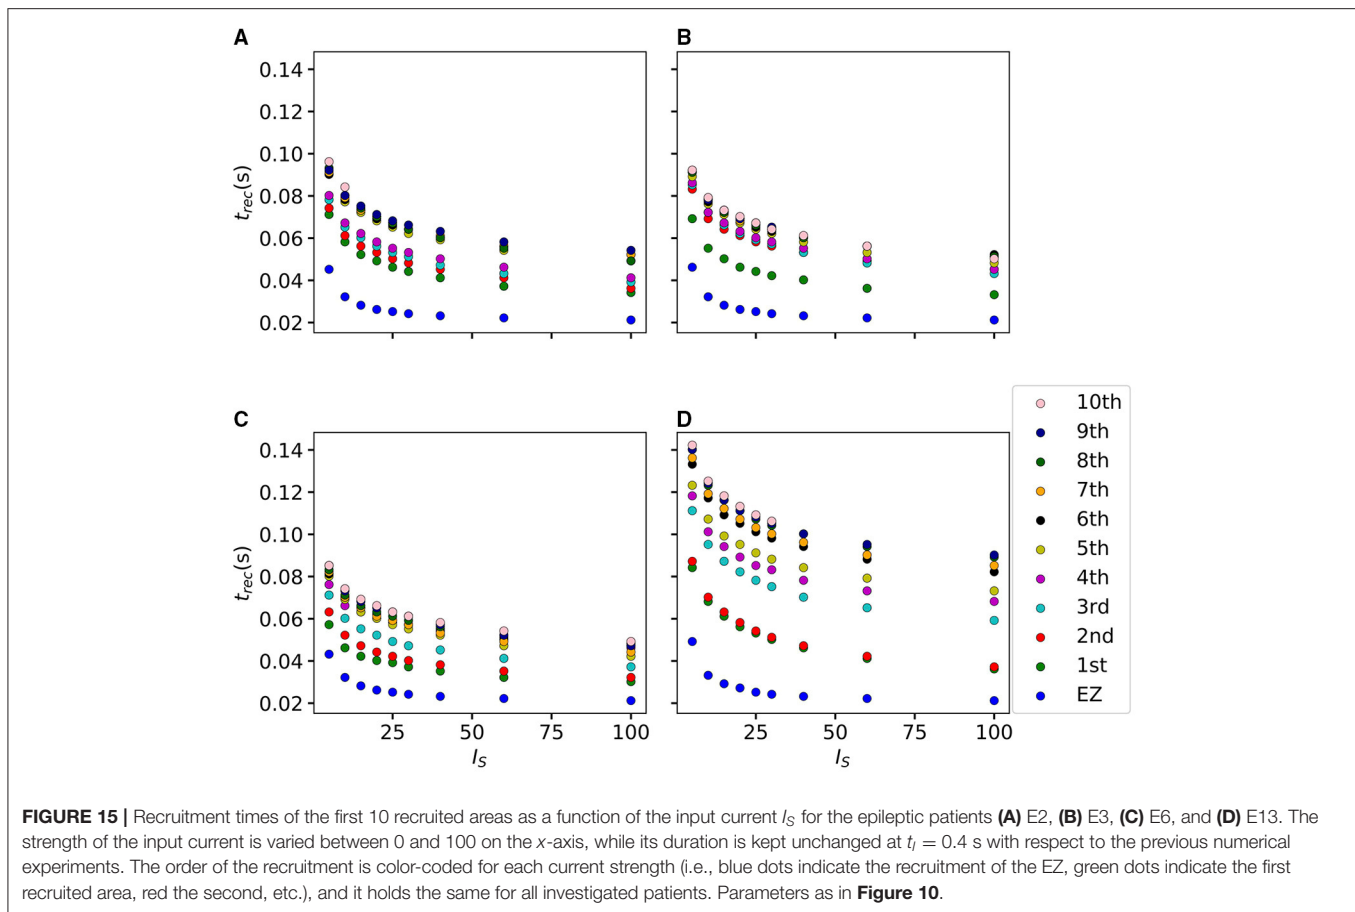 A
B
0.14
0.12
0.10
0.08
0.06
0.04
0.02
t_rec(s)
C
D
0.14
0.12
0.10
0.08
0.06
0.04
0.02
t_rec(s)
25
50
75
100
I_S
25
50
75
100
I_S
10th
9th
8th
7th
6th
5th
4th
3rd
2nd
1st
EZ
FIGURE 15 | Recruitment times of the first 10 recruited areas as a function of the input current I_S for the epileptic patients (A) E2, (B) E3, (C) E6, and (D) E13. The
strength of the input current is varied between 0 and 100 on the x-axis, while its duration is kept unchanged at t_I = 0.4 s with respect to the previous numerical
experiments. The order of the recruitment is color-coded for each current strength (i.e., blue dots indicate the recruitment of the EZ, green dots indicate the first
recruited area, red the second, etc.), and it holds the same for all investigated patients. Parameters as in Figure 10.